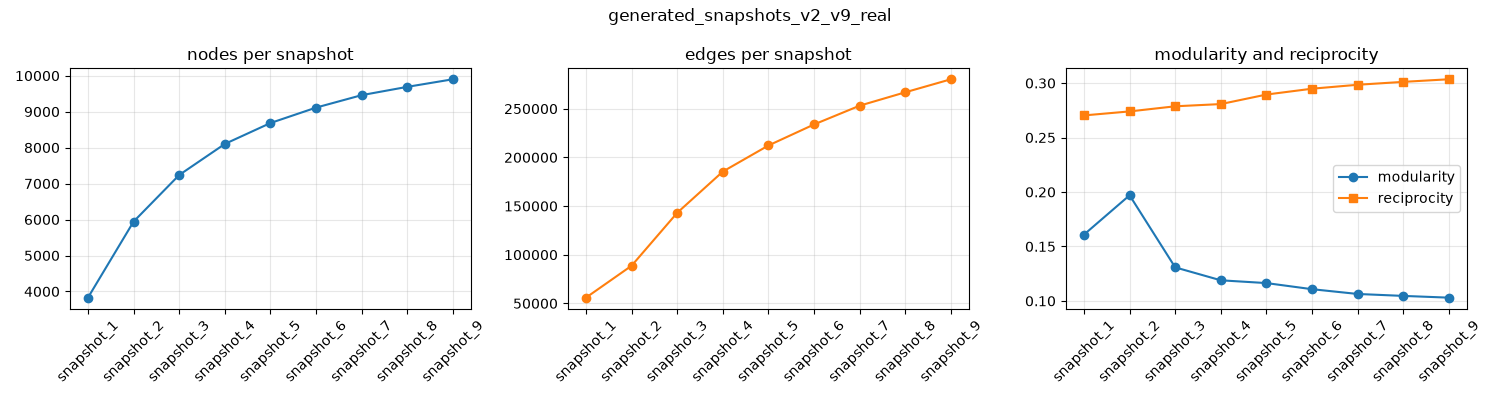 generated_snapshots_v2_v9_real
nodes per snapshot
10000
9000
8000
7000
6000
5000
4000
snapshot_1
snapshot_2
snapshot_3
snapshot_4
snapshot_5
snapshot_6
snapshot_7
snapshot_8
snapshot_9
edges per snapshot
250000
200000
150000
100000
50000
snapshot_1
snapshot_2
snapshot_3
snapshot_4
snapshot_5
snapshot_6
snapshot_7
snapshot_8
snapshot_9
modularity and reciprocity
0.30
0.25
0.20
0.15
0.10
modularity
reciprocity
snapshot_1
snapshot_2
snapshot_3
snapshot_4
snapshot_5
snapshot_6
snapshot_7
snapshot_8
snapshot_9